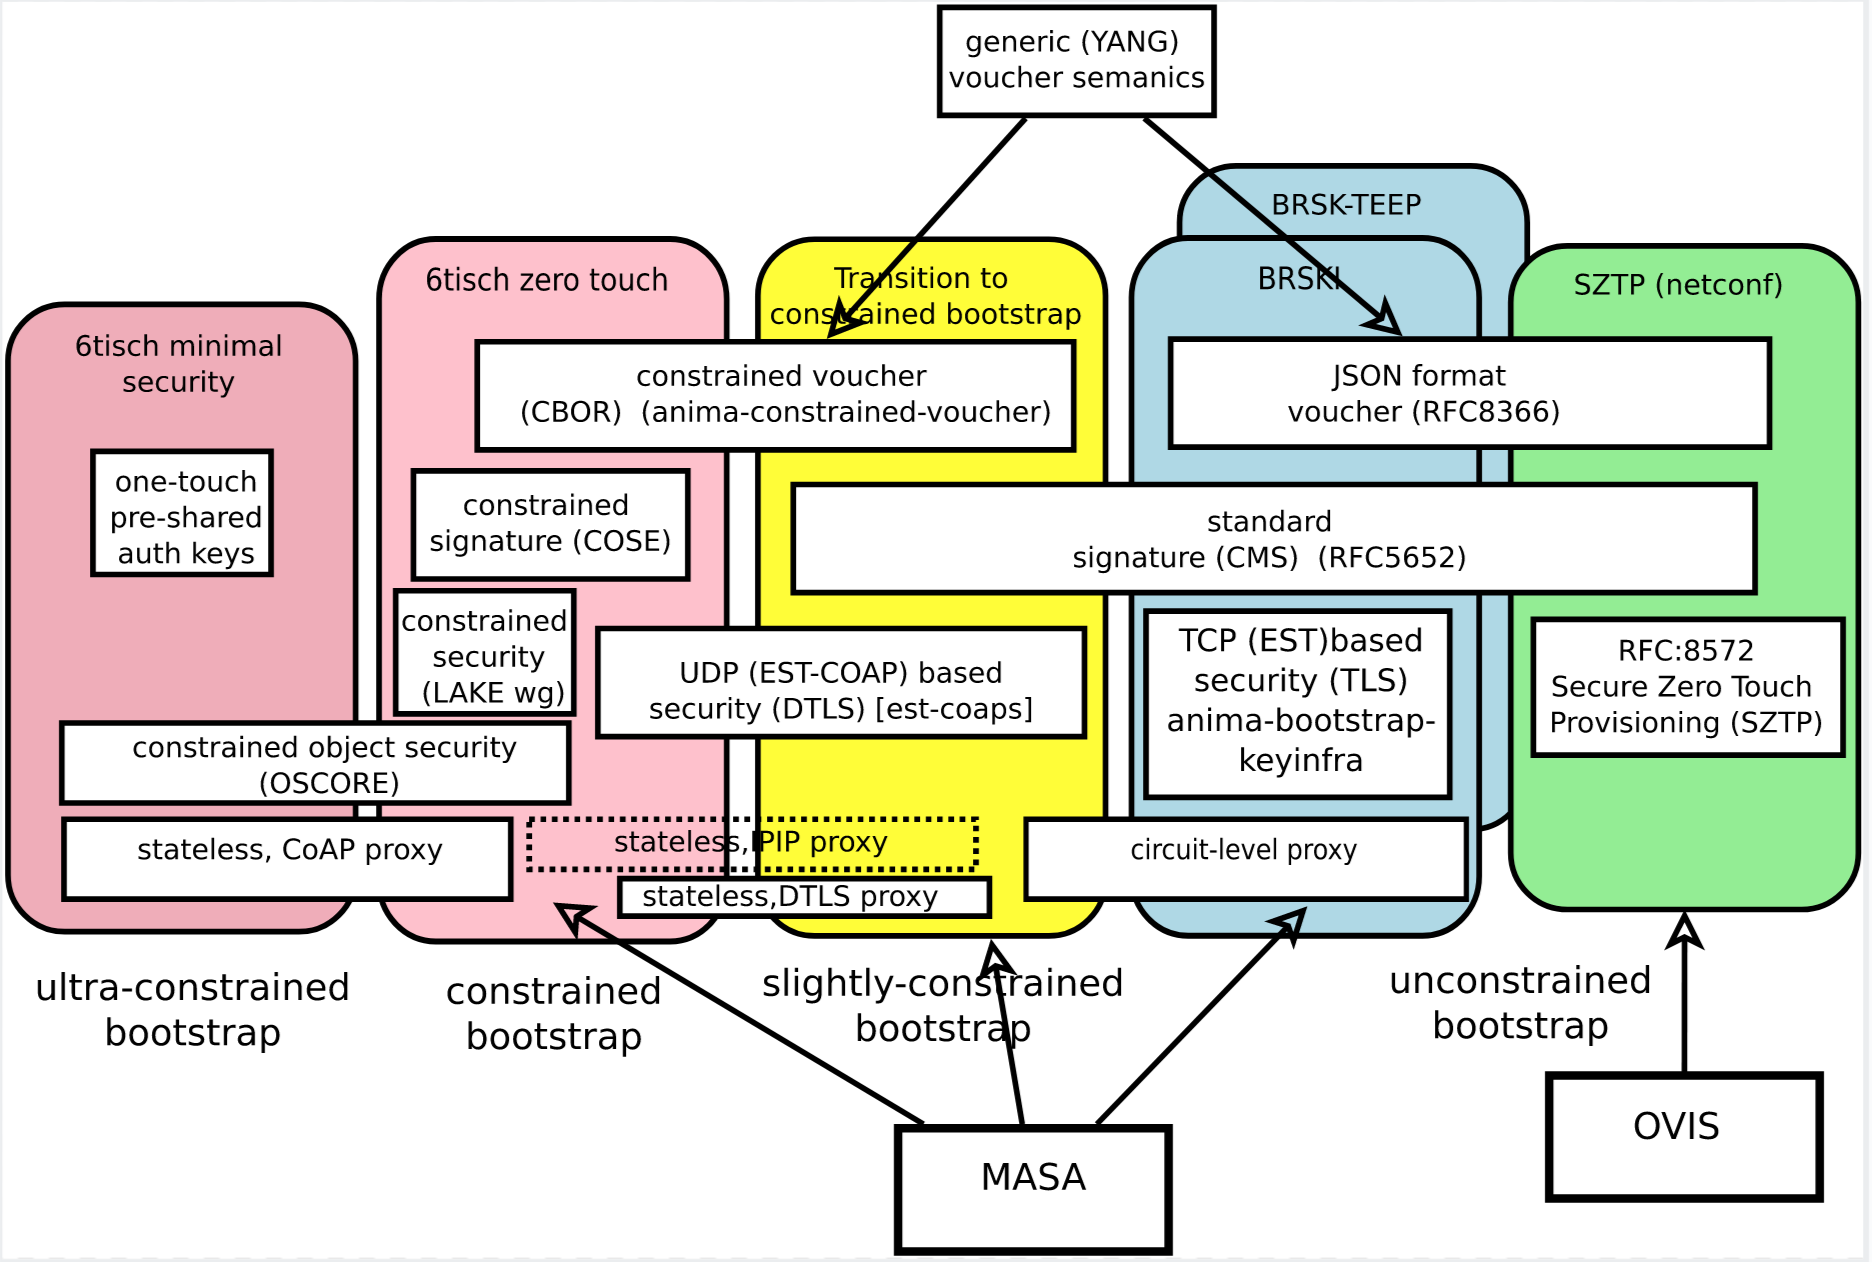 generic (YANG)
voucher semanics
BRSK-TEEP
6tisch zero touch
Transition to
constrained bootstrap
BRSKI
SZTP (netconf)
6tisch minimal
security
constrained voucher
(CBOR)  (anima-constrained-voucher)
JSON format
voucher (RFC8366)
one-touch
pre-shared
auth keys
constrained
signature (COSE)
standard
signature (CMS)  (RFC5652)
constrained
security
(LAKE wg)
UDP (EST-COAP) based
security (DTLS) [est-coaps]
TCP (EST)based
security (TLS)
anima-bootstrap-
keyinfra
RFC:8572
Secure Zero Touch
Provisioning (SZTP)
constrained object security
(OSCORE)
stateless, CoAP proxy
stateless,IPIP proxy
circuit-level proxy
stateless,DTLS proxy
ultra-constrained
bootstrap
constrained
bootstrap
slightly-constrained
bootstrap
unconstrained
bootstrap
MASA
OVIS